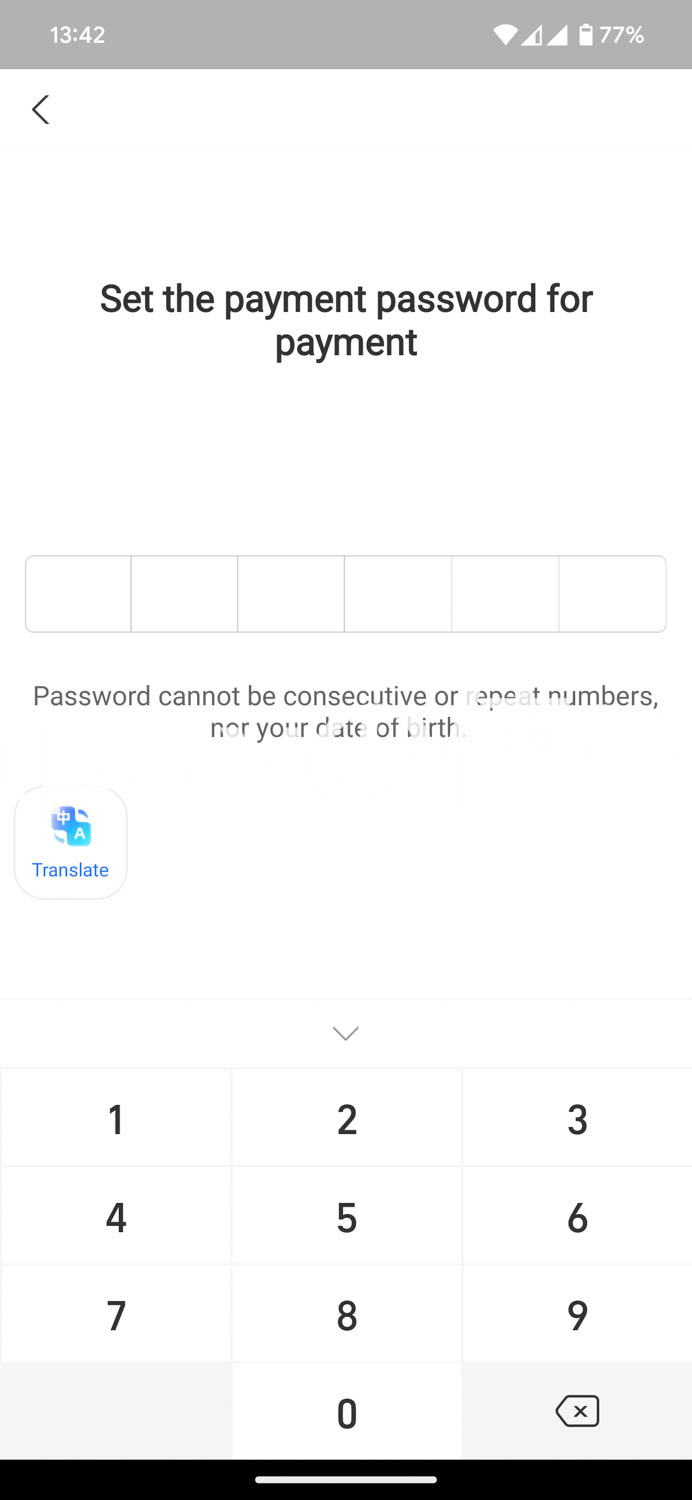 13:42
77%
Set the payment password for
payment
Password cannot be consecutive or repeat numbers,
nor your date of birth.
中 A
Translate
1 2 3
4 5 6
7 8 9
0